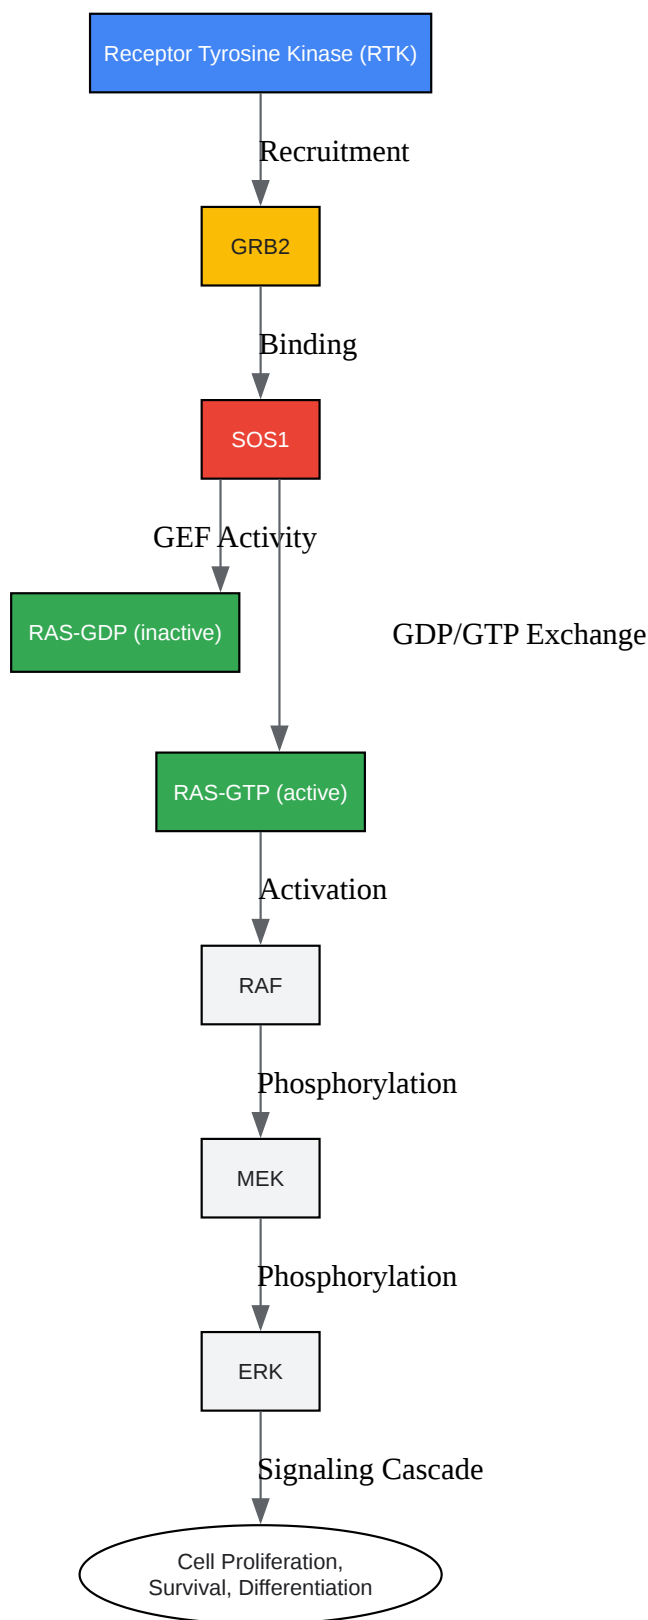 Receptor Tyrosine Kinase (RTK)
Recruitment
GRB2
Binding
SOS1
GEF Activity
RAS-GDP (inactive)
GDP/GTP Exchange
RAS-GTP (active)
Activation
RAF
Phosphorylation
MEK
Phosphorylation
ERK
Signaling Cascade
Cell Proliferation,
Survival, Differentiation